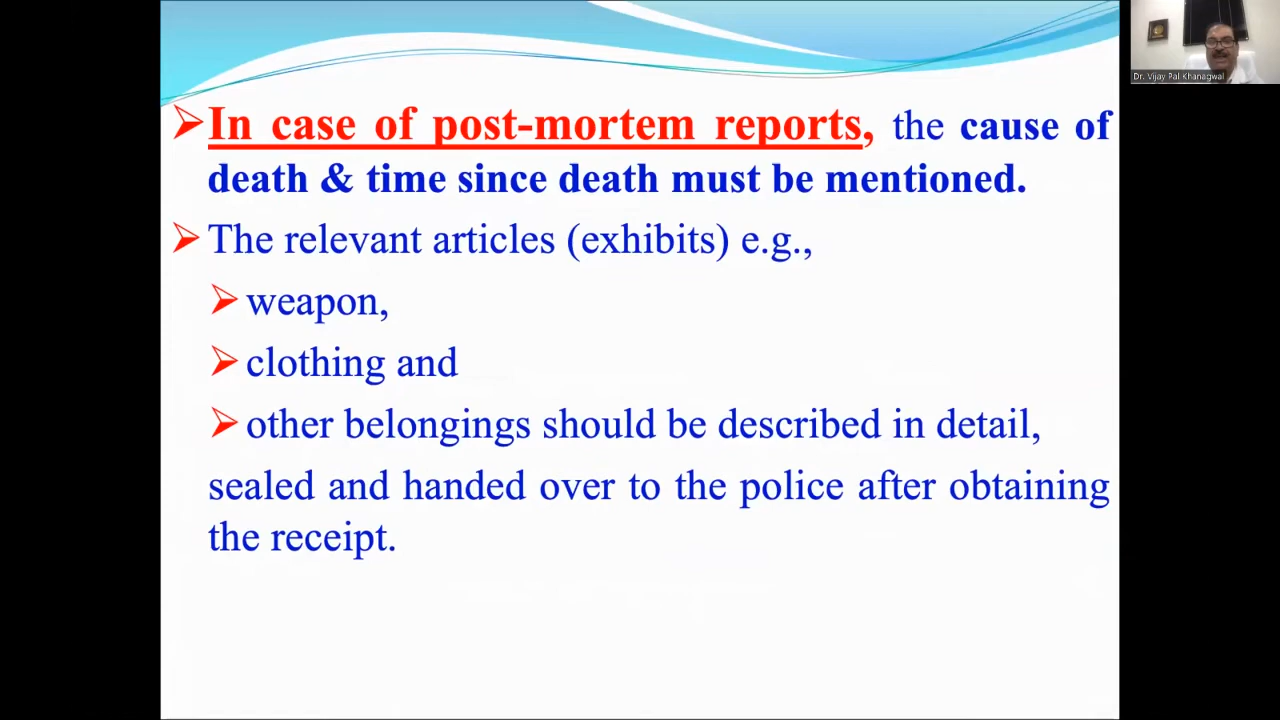 Dr. Vijay Pal Khanagwal
➢In case of post-mortem reports, the cause of
death & time since death must be mentioned.
➢The relevant articles (exhibits) e.g.,
➢weapon,
➢clothing and
➢other belongings should be described in detail,
sealed and handed over to the police after obtaining
the receipt.